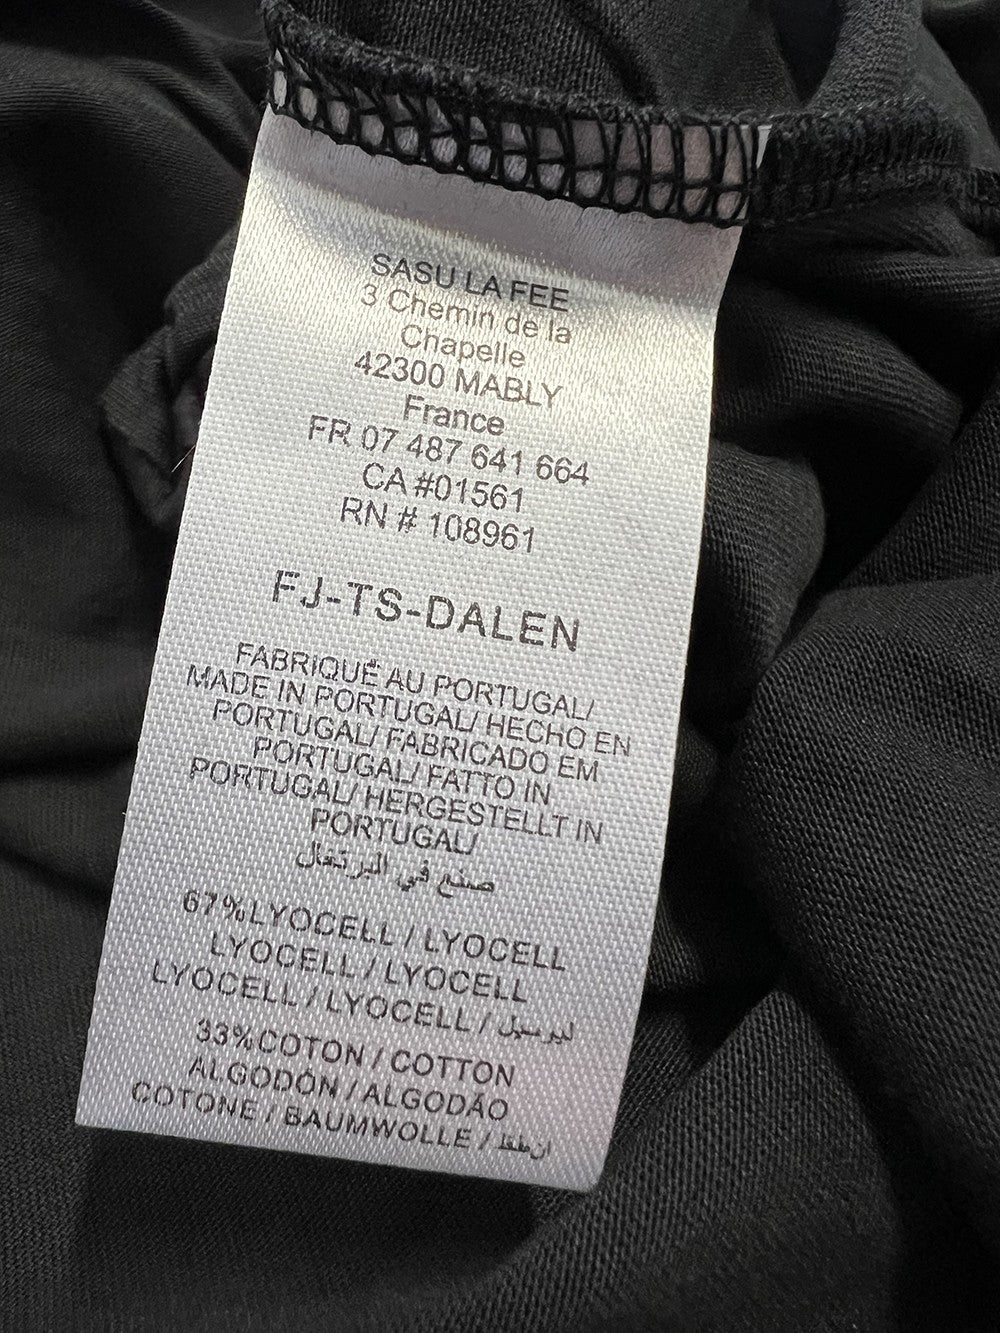 SASU LA FEE
3 Chemin de la
Chapelle
42300 MABLY
France
FR 07 487 641 664
CA #01561
RN # 108961
FJ-TS-DALEN
FABRIQUÉ AU PORTUGAL/
MADE IN PORTUGAL/ HECHO EN
PORTUGAL/ FABRICADO EM
PORTUGAL/ FATTO IN
PORTUGAL/ HERGESTELLT IN
PORTUGAL/
صنع في البرتغال
67%LYOCELL / LYOCELL
LYOCELL / LYOCELL
LYOCELL / LYOCELL / ليوسيل
33%COTON / COTTON
ALGODÓN / ALGODÃO
COTONE / BAUMWOLLE /